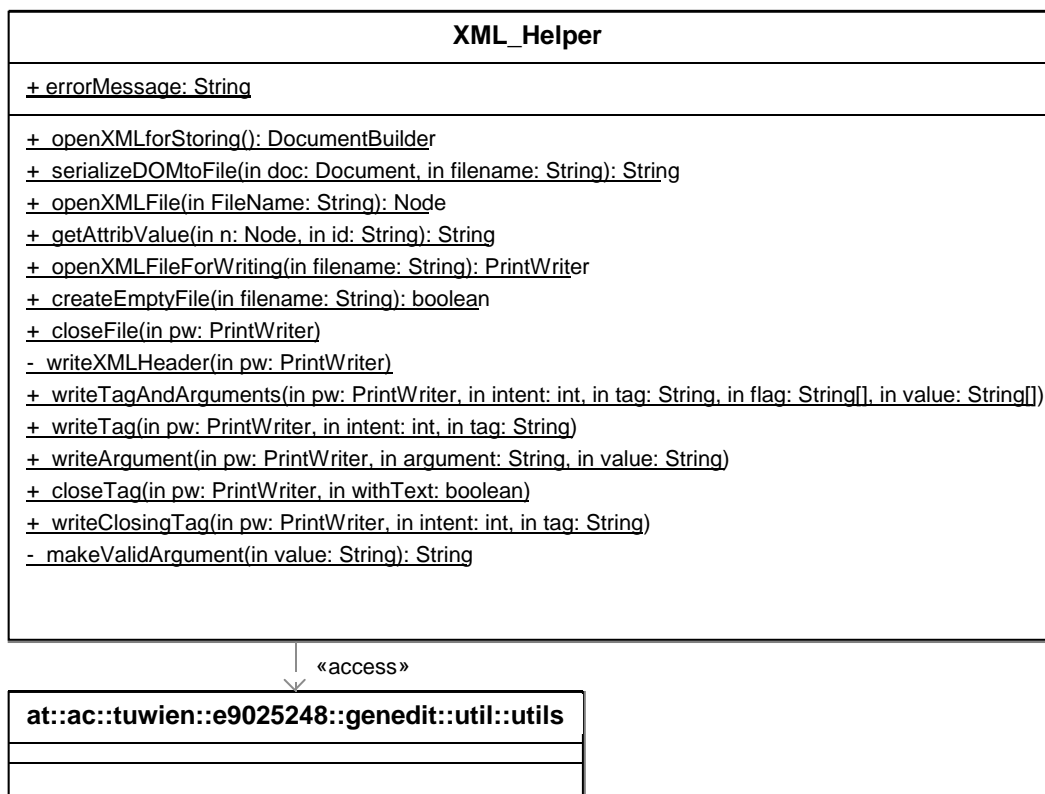 XML_Helper
+ errorMessage: String
+ openXMLforStoring(): DocumentBuilder
+ serializeDOMtoFile(in doc: Document, in filename: String): String
+ openXMLFile(in FileName: String): Node
+ getAttribValue(in n: Node, in id: String): String
+ openXMLFileForWriting(in filename: String): PrintWriter
+ createEmptyFile(in filename: String): boolean
+ closeFile(in pw: PrintWriter)
- writeXMLHeader(in pw: PrintWriter)
+ writeTagAndArguments(in pw: PrintWriter, in intent: int, in tag: String, in flag: String[], in value: String[])
+ writeTag(in pw: PrintWriter, in intent: int, in tag: String)
+ writeArgument(in pw: PrintWriter, in argument: String, in value: String)
+ closeTag(in pw: PrintWriter, in withText: boolean)
+ writeClosingTag(in pw: PrintWriter, in intent: int, in tag: String)
- makeValidArgument(in value: String): String
«access»
at::ac::tuwien::e9025248::genedit::util::utils